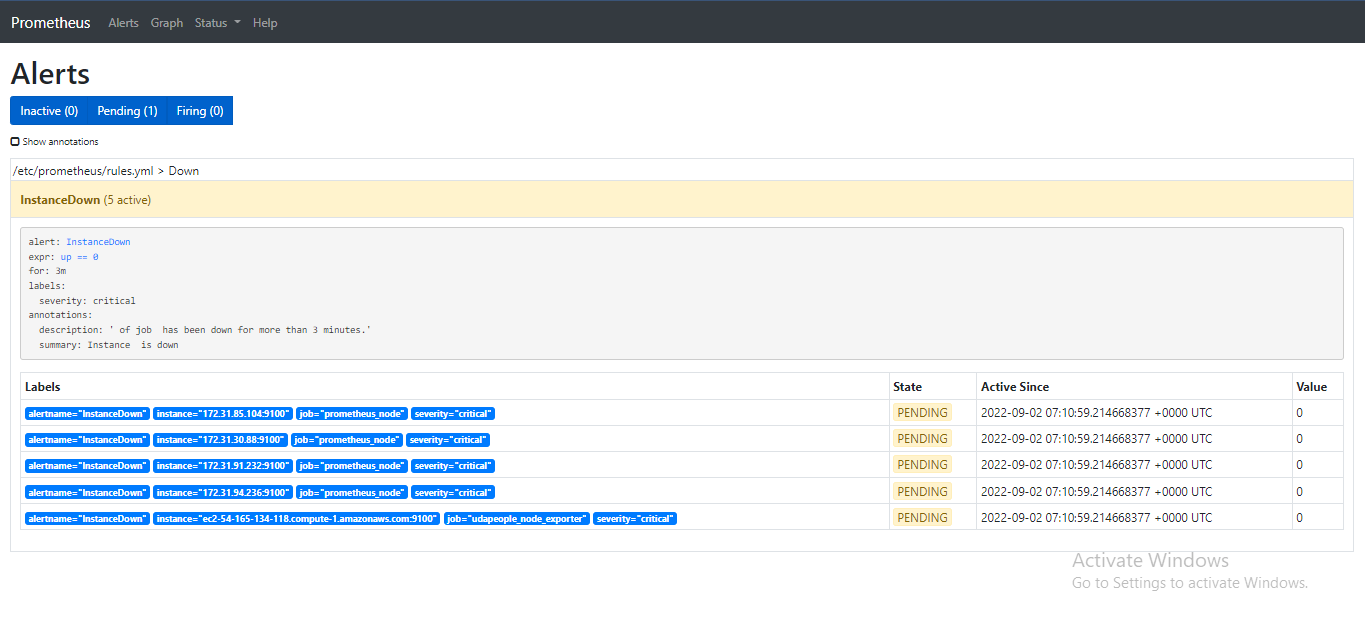 Prometheus Alerts Graph Status Help
Alerts
Inactive (0) Pending (1) Firing (0)
Show annotations
/etc/prometheus/rules.yml > Down
InstanceDown (5 active)
alert: InstanceDown
expr: up == 0
for: 3m
labels:
  severity: critical
annotations:
  description: ' of job  has been down for more than 3 minutes.'
  summary: Instance  is down
Labels State Active Since Value
alertname="InstanceDown" instance="172.31.85.104:9100" job="prometheus_node" severity="critical" PENDING 2022-09-02 07:10:59.214668377 +0000 UTC 0
alertname="InstanceDown" instance="172.31.30.88:9100" job="prometheus_node" severity="critical" PENDING 2022-09-02 07:10:59.214668377 +0000 UTC 0
alertname="InstanceDown" instance="172.31.91.232:9100" job="prometheus_node" severity="critical" PENDING 2022-09-02 07:10:59.214668377 +0000 UTC 0
alertname="InstanceDown" instance="172.31.94.236:9100" job="prometheus_node" severity="critical" PENDING 2022-09-02 07:10:59.214668377 +0000 UTC 0
alertname="InstanceDown" instance="ec2-54-165-134-118.compute-1.amazonaws.com:9100" job="udapeople_node_exporter" severity="critical" PENDING 2022-09-02 07:10:59.214668377 +0000 UTC 0
Activate Windows
Go to Settings to activate Windows.